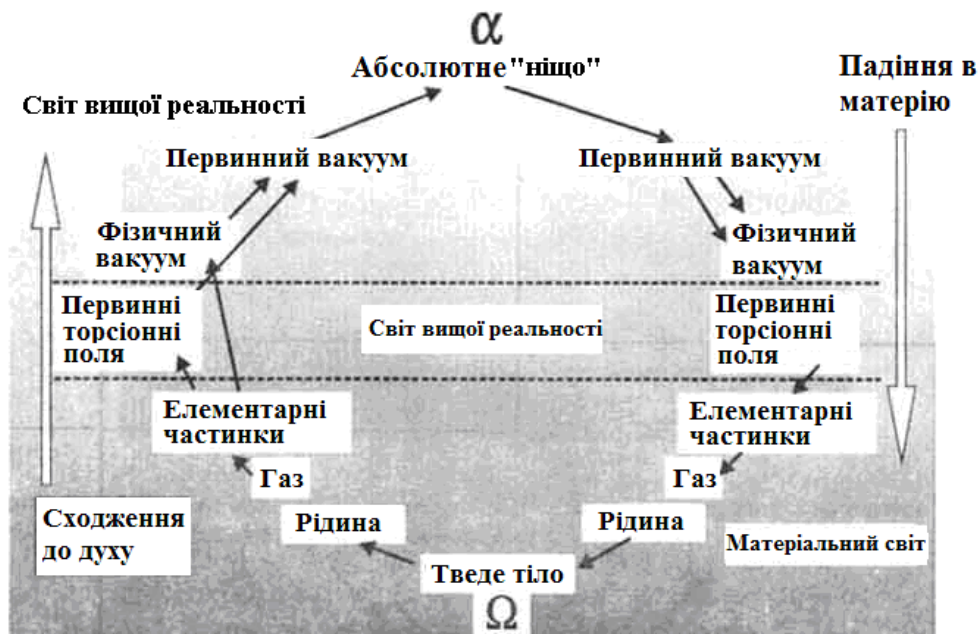 α
Абсолютне "ніщо"
Падіння в
матерію
Світ вищої реальності
Первинний вакуум
Первинний вакуум
Фізичний
вакуум
Фізичний
вакуум
Первинні
торсіонні
поля
Світ вищої реальності
Первинні
торсіонні
поля
Елементарні
частинки
Елементарні
частинки
Газ
Газ
Сходження
до духу
Рідина
Рідина
Матеріальний світ
Тведе тіло
Ω